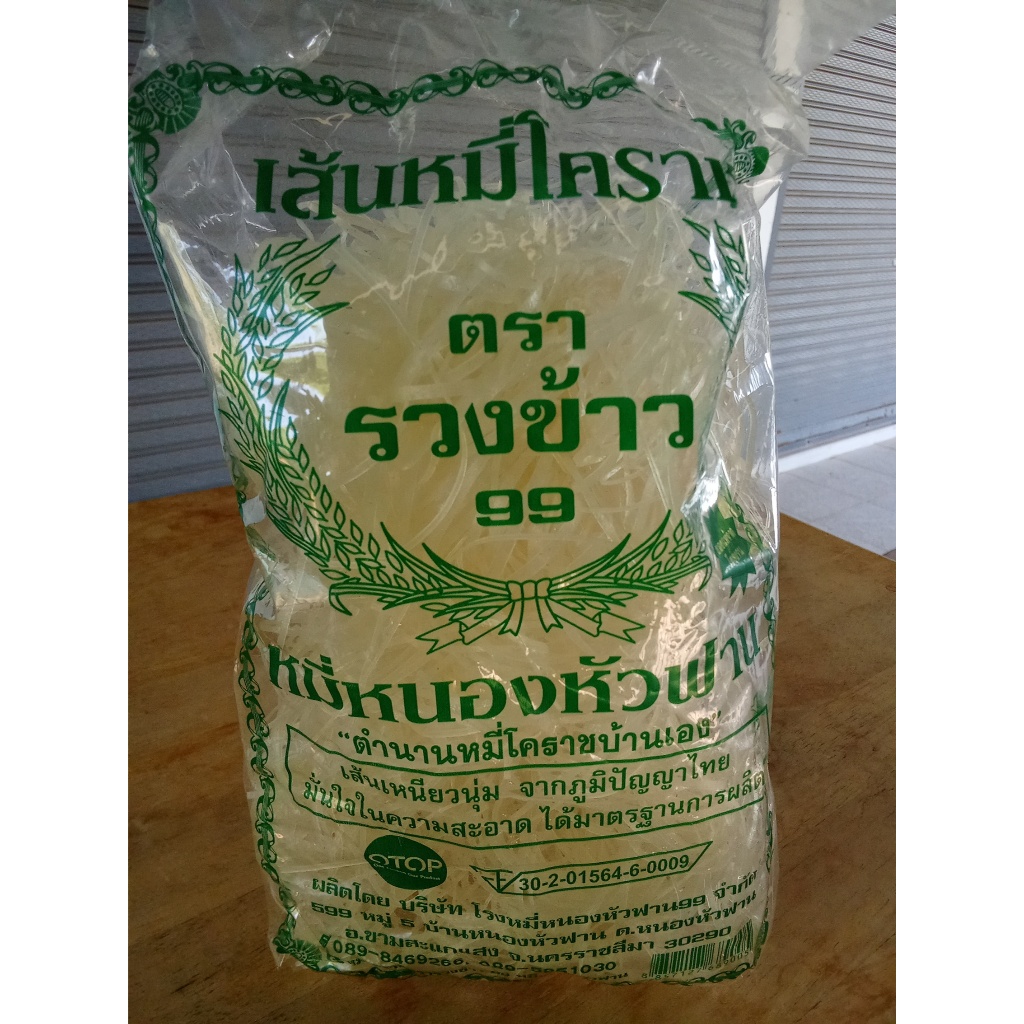 เส้นหมี่โคราช
ตรา
รวงข้าว
99
หมี่หนองหัวฟาน
“ตำนานหมี่โคราชบ้านเอง”
เส้นเหนียวนุ่ม จากภูมิปัญญาไทย
มั่นใจในความสะอาด ได้มาตรฐานการผลิต
OTOP
30-2-01564-6-0009
ผลิตโดย บริษัท โรงหมี่หนองหัวฟาน99 จำกัด
599 หมู่ 5 บ้านหนองหัวฟาน ต.หนองหัวฟาน
อ.ขามสะแกแสง จ.นครราชสีมา 30290